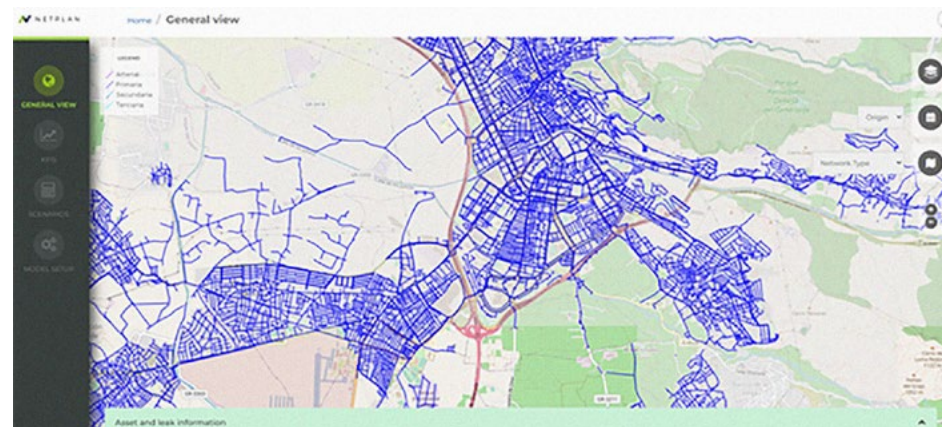 NETPLAN
Home / General view
LEGEND
Arterial
Primaria
Secundaria
Terciaria
GENERAL VIEW
KPIS
SCENARIOS
MODEL SETUP
Origin
Network Type
Asset and leak information